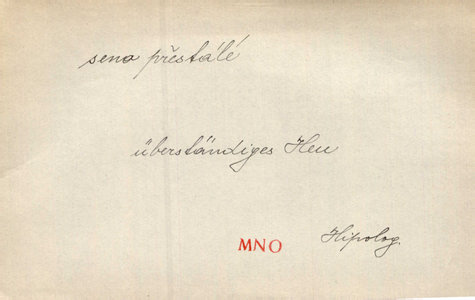 seno přestálé
überständiges Heu
MNO Hipolog.